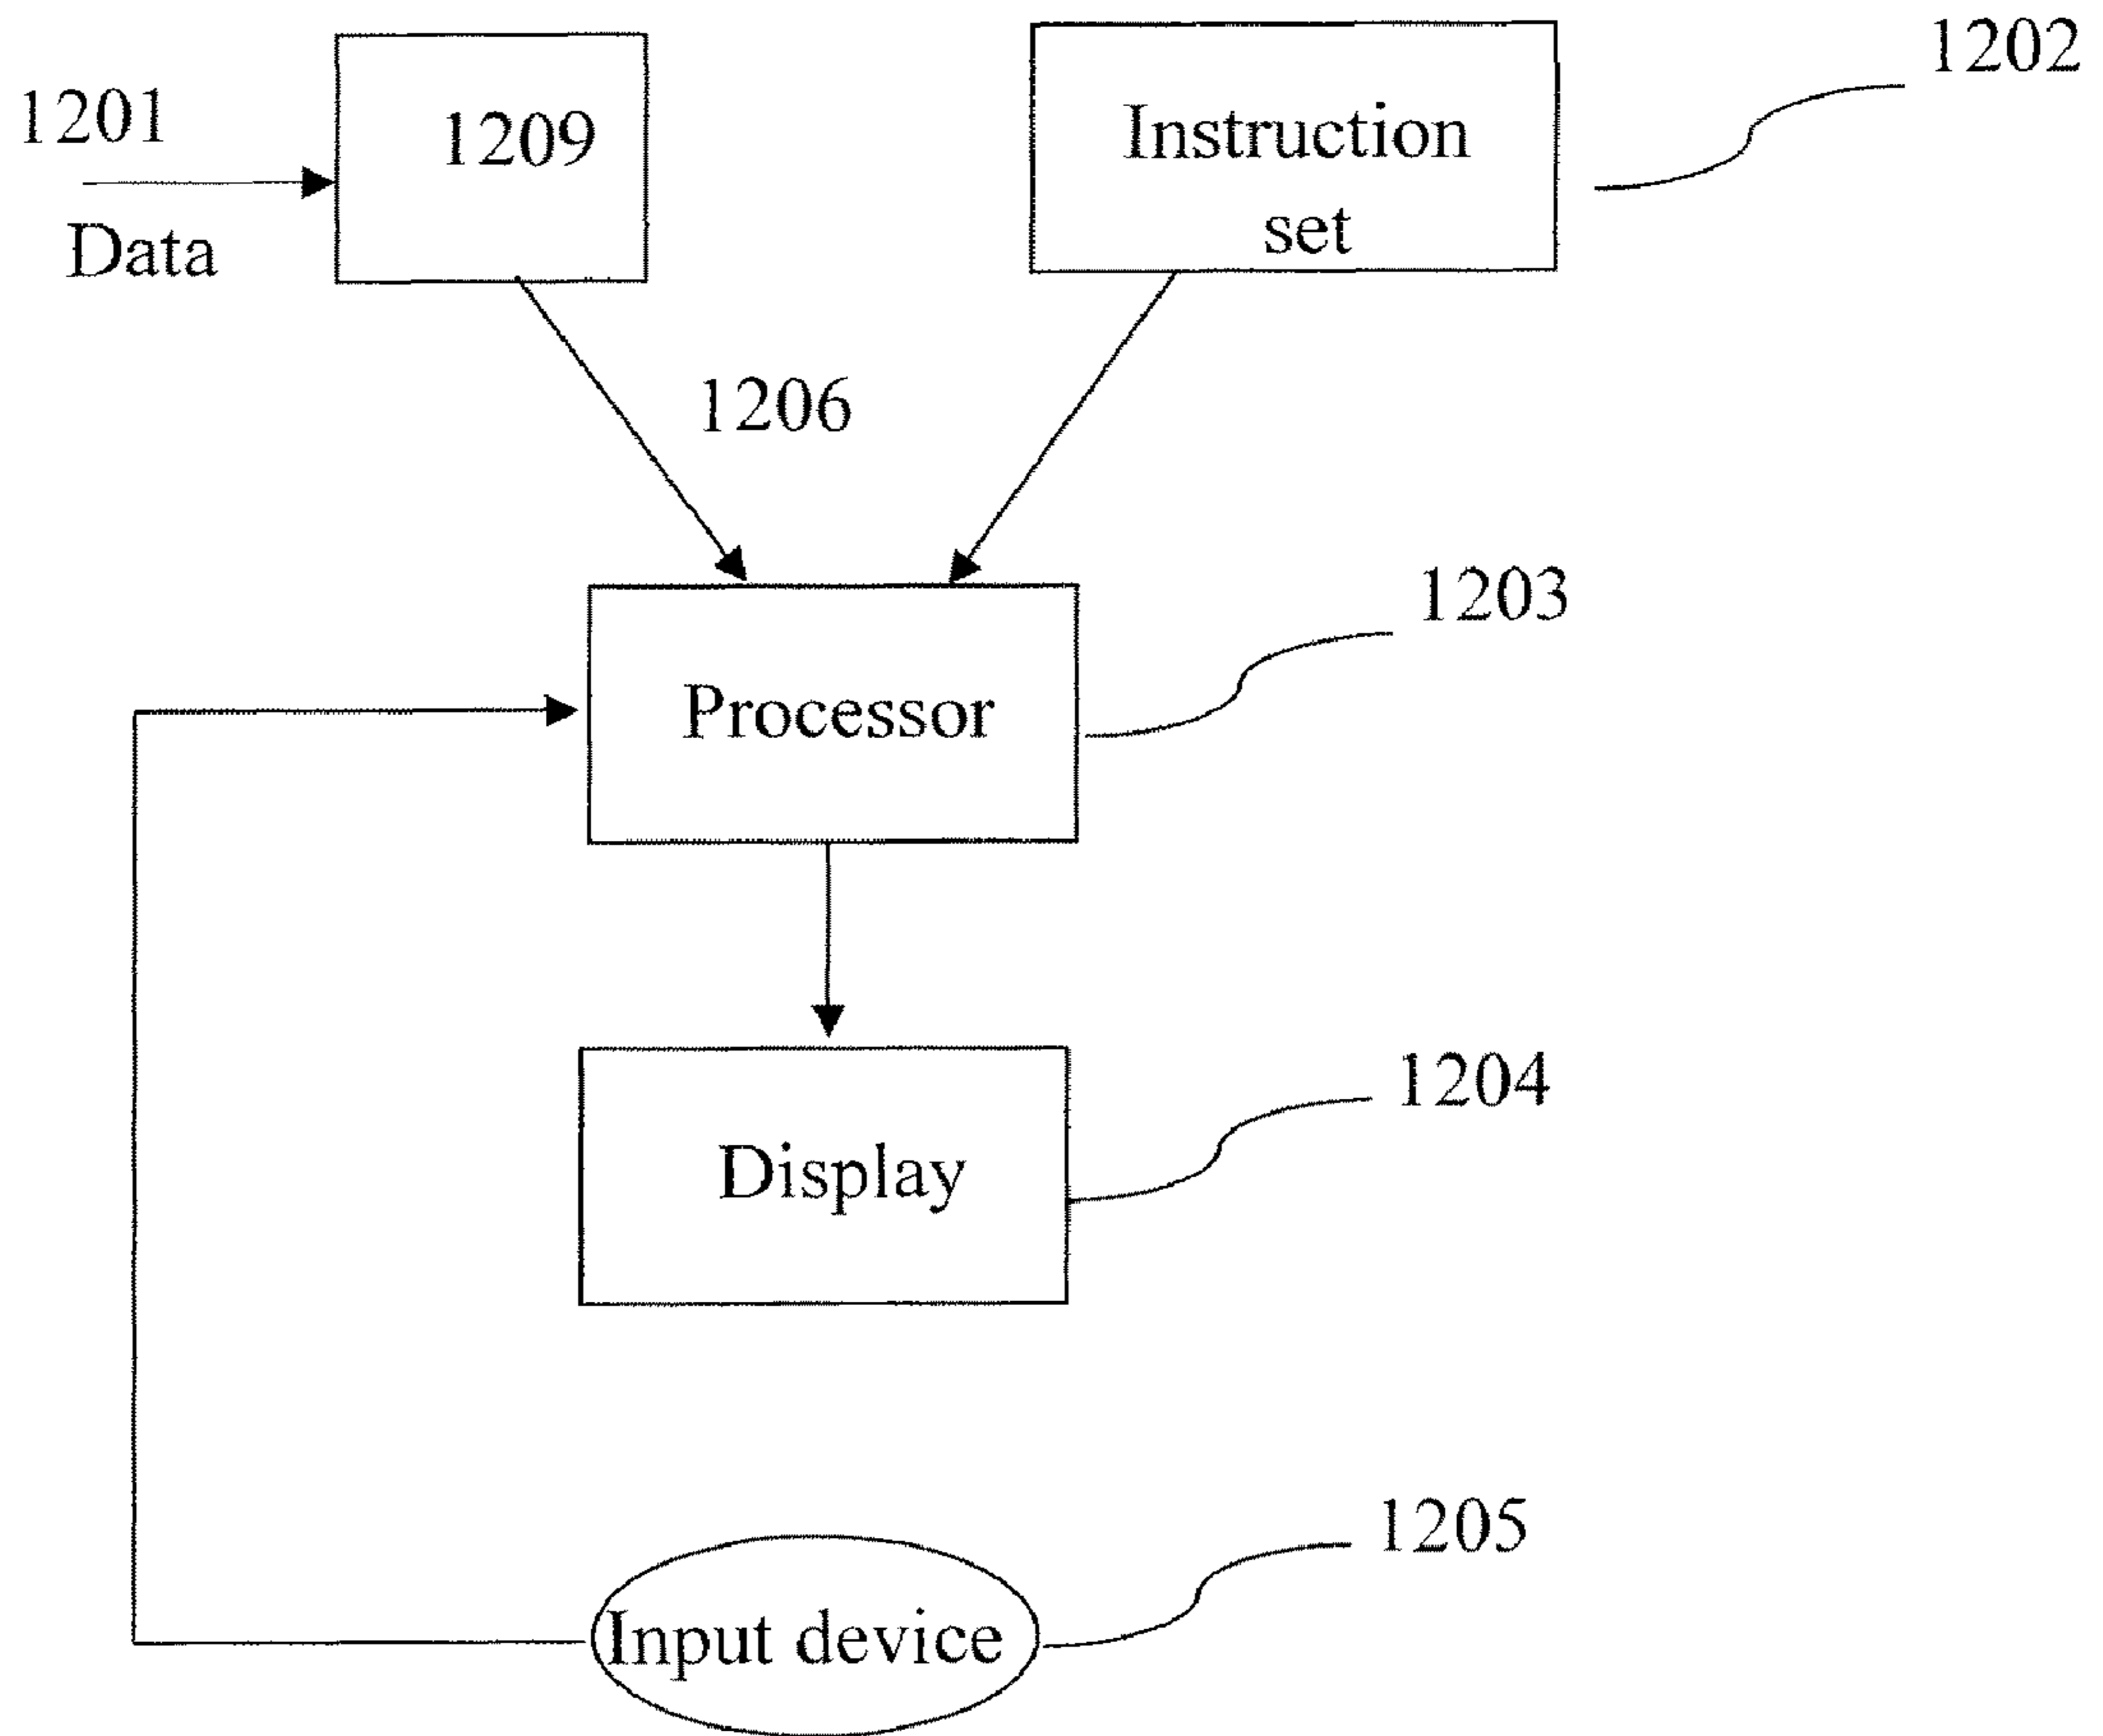 1202
1201
1209
Instruction
set
Data
1206
1203
Processor
1204
Display
1205
Input device